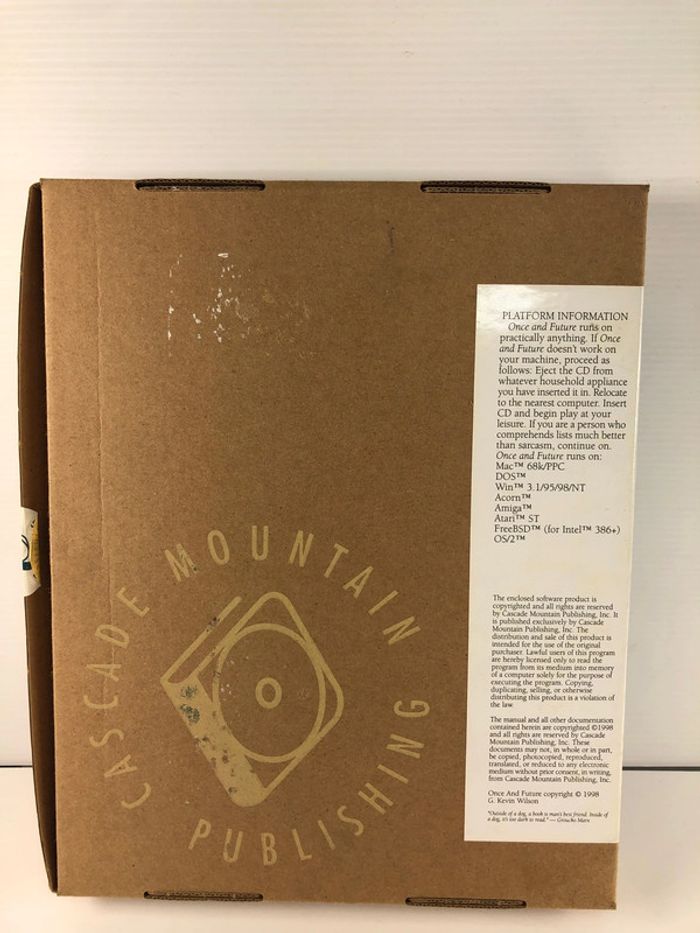 PLATFORM INFORMATION
Once and Future runs on
practically anything. If Once
and Future doesn't work on
your machine, proceed as
follows: Eject the CD from
whatever household appliance
you have inserted it in. Relocate
to the nearest computer. Insert
CD and begin play at your
leisure. If you are a person who
comprehends lists much better
than sarcasm, continue on.
Once and Future runs on:
Mac™ 68k/PPC
DOS™
Win™ 3.1/95/98/NT
Acorn™
Amiga™
Atari™ ST
FreeBSD™ (for Intel™ 386+)
OS/2™
The enclosed software product is
copyrighted and all rights are reserved
by Cascade Mountain Publishing, Inc. It
is published exclusively by Cascade
Mountain Publishing, Inc. The
distribution and sale of this product is
intended for the use of the original
purchaser. Lawful users of this program
are hereby licensed only to read the
program from its medium into memory
of a computer solely for the purpose of
executing the program. Copying,
duplicating, selling, or otherwise
distributing this product is a violation of
the law.
The manual and all other documentation
contained herein are copyrighted ©1998
and all rights are reserved by Cascade
Mountain Publishing, Inc. These
documents may not, in whole or in part,
be copied, photocopied, reproduced,
translated, or reduced to any electronic
medium without prior consent, in writing,
from Cascade Mountain Publishing, Inc.
Once And Future copyright © 1998
G. Kevin Wilson
"Outside of a dog, a book is man's best friend. Inside of
a dog, it's too dark to read." — Groucho Marx
CASCADE MOUNTAIN
PUBLISHING